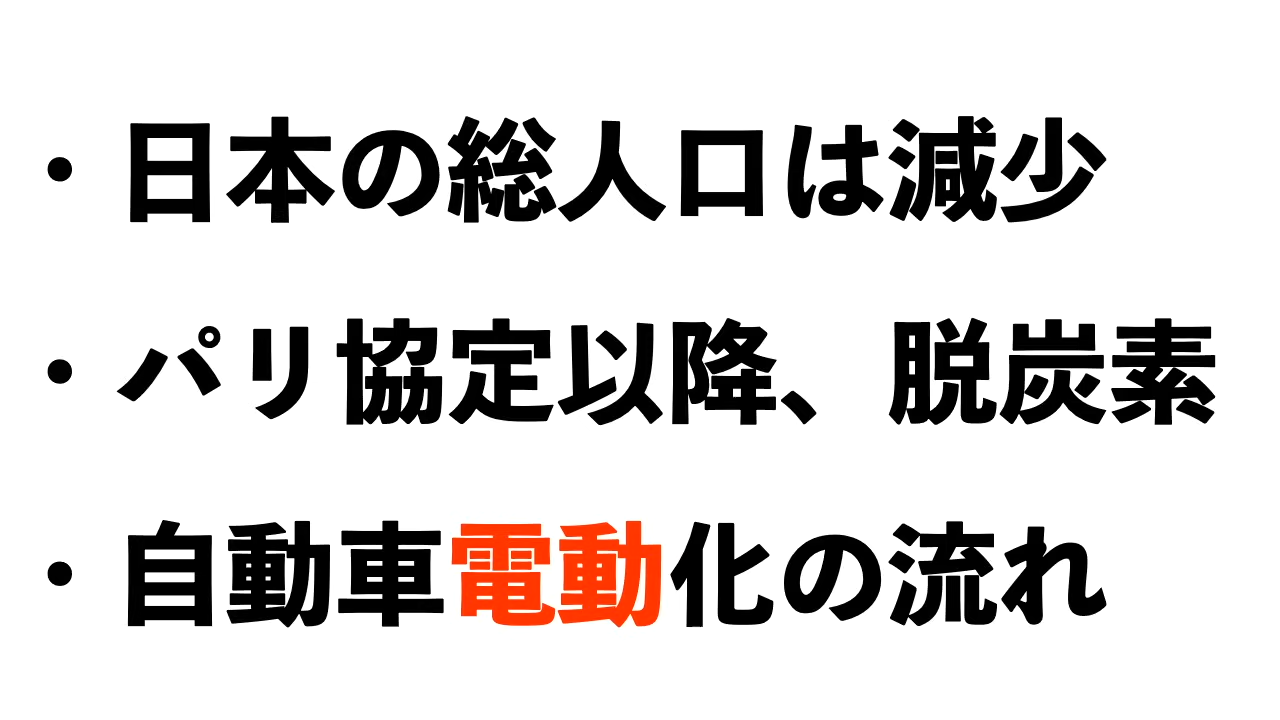 ・日本の総人口は減少
・パリ協定以降、脱炭素
・自動車電動化の流れ